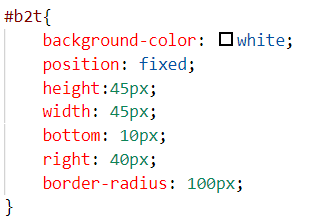 #b2t{
    background-color: white;
    position: fixed;
    height:45px;
    width: 45px;
    bottom: 10px;
    right: 40px;
    border-radius: 100px;
}